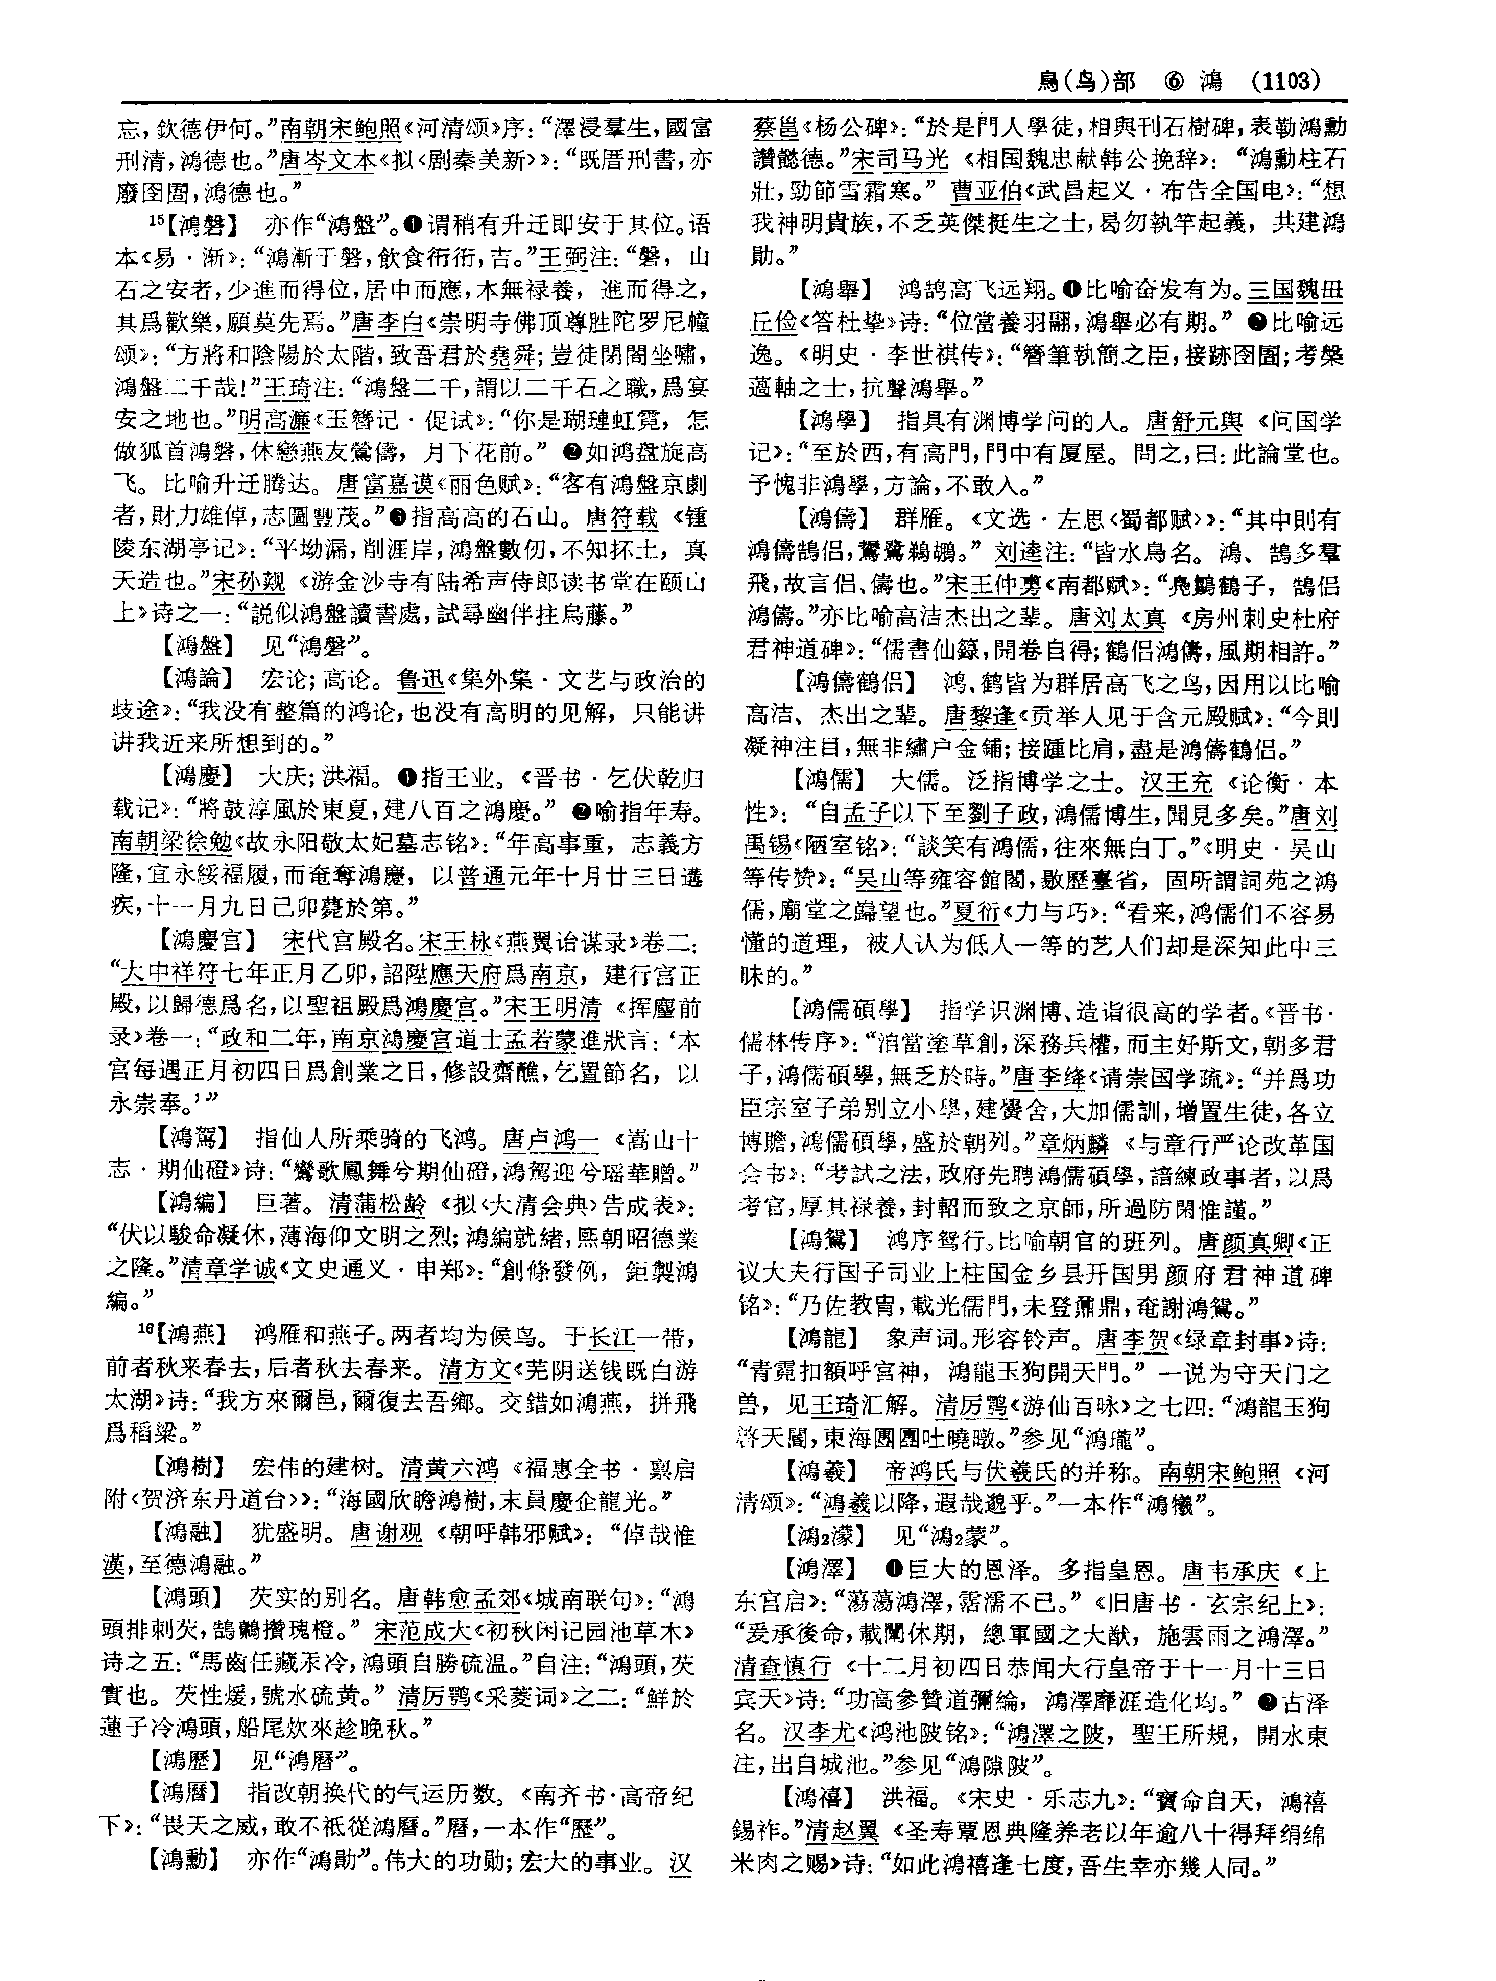 鳥(鸟)部 ⑥ 鴻 (1103)
忘，欽德伊何。”南朝宋鲍照《河清颂》序：“澤浸羣生，國富
刑清，鴻德也。”唐岑文本《拟〈剧秦美新〉》：“既厝刑書，亦
廢囹圄，鴻德也。”
15【鴻磐】 亦作“鴻盤”。❶谓稍有升迁即安于其位。语
本《易·渐》：“鴻漸于磐，飲食衎衎，吉。”王弼注：“磐，山
石之安者，少進而得位，居中而應，本無禄養，進而得之，
其爲歡樂，願莫先焉。”唐李白《崇明寺佛顶尊胜陀罗尼幢
颂》：“方將和陰陽於太階，致吾君於堯舜；豈徒閉閤坐嘯，
鴻盤二千哉！”王琦注：“鴻盤二千，謂以二千石之職，爲宴
安之地也。”明高濂《玉簪记·促试》：“你是瑚璉虹霓，怎
做狐首鴻磐，休戀燕友鶯儔，月下花前。” ❷如鸿盘旋高
飞。比喻升迁腾达。唐富嘉谟《丽色赋》：“客有鴻盤京劇
者，財力雄倬，志圖豐茂。”❸指高高的石山。唐符载《锺
陵东湖亭记》：“平坳漏，削涯岸，鴻盤數仞，不知抔土，真
天造也。”宋孙觌《游金沙寺有陆希声侍郎读书堂在颐山
上》诗之一：“説似鴻盤讀書處，試尋幽伴拄烏藤。”
【鴻盤】 见“鴻磐”。
【鴻論】 宏论；高论。鲁迅《集外集·文艺与政治的
歧途》：“我没有整篇的鸿论，也没有高明的见解，只能讲
讲我近来所想到的。”
【鴻慶】 大庆；洪福。❶指王业。《晋书·乞伏乾归
载记》：“將鼓淳風於東夏，建八百之鴻慶。” ❷喻指年寿。
南朝梁徐勉《故永阳敬太妃墓志铭》：“年高事重，志義方
隆，宜永綏福履，而奄奪鴻慶，以普通元年十月廿三日遘
疾，十一月九日己卯薨於第。”
【鴻慶宫】 宋代宫殿名。宋王栐《燕翼诒谋录》卷二：
“大中祥符七年正月乙卯，詔陞應天府爲南京，建行宫正
殿，以歸德爲名，以聖祖殿爲鴻慶宫。”宋王明清《挥麈前
录》卷一：“政和二年，南京鴻慶宫道士孟若蒙進狀言：‘本
宫每遇正月初四日爲創業之日，修設齋醮，乞置節名，以
永崇奉。’”
【鴻駕】 指仙人所乘骑的飞鸿。唐卢鸿一《嵩山十
志·期仙磴》诗：“鸞歌鳳舞兮期仙磴，鴻駕迎兮瑶華贈。”
【鴻編】 巨著。清蒲松龄《拟〈大清会典〉告成表》：
“伏以駿命凝休，薄海仰文明之烈；鴻編就緒，熙朝昭德業
之隆。”清章学诚《文史通义·申郑》：“創條發例，鉅製鴻
編。”
16【鴻燕】 鸿雁和燕子。两者均为候鸟。于长江一带，
前者秋来春去，后者秋去春来。清方文《芜阴送钱既白游
太湖》诗：“我方來爾邑，爾復去吾鄉。交錯如鴻燕，拼飛
爲稻梁。”
【鴻樹】 宏伟的建树。清黄六鸿《福惠全书·禀启
附〈贺济东丹道台〉》：“海國欣瞻鴻樹，末員慶企龍光。”
【鴻融】 犹盛明。唐谢观《朝呼韩邪赋》：“倬哉惟
漢，至德鴻融。”
【鴻頭】 芡实的别名。唐韩愈孟郊《城南联句》：“鴻
頭排刺芡，鵠鷇攢瑰橙。”宋范成大《初秋闲记园池草木》
诗之五：“馬齒任藏汞冷，鴻頭自勝硫温。”自注：“鴻頭，芡
實也。芡性煖，號水硫黄。”清厉鹗《采菱词》之二：“鮮於
蓮子冷鴻頭，船尾炊來趁晚秋。”
【鴻歷】 见“鴻曆”。
【鴻曆】 指改朝换代的气运历数。《南齐书·高帝纪
下》：“畏天之威，敢不祗從鴻曆。”曆，一本作“歷”。
【鴻勳】 亦作“鴻勛”。伟大的功勋；宏大的事业。汉
蔡邕《杨公碑》：“於是門人學徒，相與刊石樹碑，表勒鴻勳
讚懿德。”宋司马光《相国魏忠献韩公挽辞》：“鴻勳柱石
壯，勁節雪霜寒。”曹亚伯《武昌起义·布告全国电》：“想
我神明貴族，不乏英傑挺生之士，曷勿執竿起義，共建鴻
勛。”
【鴻舉】 鸿鹄高飞远翔。❶比喻奋发有为。三国魏毌
丘俭《答杜挚》诗：“位當養羽翮，鴻舉必有期。” ❷比喻远
逸。《明史·李世祺传》：“簪筆執簡之臣，接跡囹圄；考槃
薖軸之士，抗聲鴻舉。”
【鴻學】 指具有渊博学问的人。唐舒元舆《问国学
记》：“至於西，有高門，門中有厦屋。問之，曰：此論堂也。
予愧非鴻學，方論，不敢入。”
【鴻儔】 群雁。《文选·左思〈蜀都赋〉》：“其中則有
鴻儔鵠侣，鷖鷺鵜鶘。”刘逵注：“皆水鳥名。鴻、鵠多羣
飛，故言侣、儔也。”宋王仲旉《南都赋》：“鳧鷖鶴子，鵠侣
鴻儔。”亦比喻高洁杰出之辈。唐刘太真《房州刺史杜府
君神道碑》：“儒書仙籙，開卷自得；鶴侣鴻儔，風期相許。”
【鴻儔鶴侣】 鸿、鹤皆为群居高飞之鸟，因用以比喻
高洁、杰出之辈。唐黎逢《贡举人见于含元殿赋》：“今則
凝神注目，無非繡户金鋪；接踵比肩，盡是鴻儔鶴侣。”
【鴻儒】 大儒。泛指博学之士。汉王充《论衡·本
性》：“自孟子以下至劉子政，鴻儒博生，聞見多矣。”唐刘
禹锡《陋室铭》：“談笑有鴻儒，往來無白丁。”《明史·吴山
等传赞》：“吴山等雍容館閣，敭歷臺省，固所謂詞苑之鴻
儒，廟堂之巋望也。”夏衍《力与巧》：“看来，鸿儒们不容易
懂的道理，被人认为低人一等的艺人们却是深知此中三
昧的。”
【鴻儒碩學】 指学识渊博、造诣很高的学者。《晋书·
儒林传序》：“洎當塗草創，深務兵權，而主好斯文，朝多君
子，鴻儒碩學，無乏於時。”唐李绛《请崇国学疏》：“并爲功
臣宗室子弟别立小學，建黌舍，大加儒訓，增置生徒，各立
博贍，鴻儒碩學，盛於朝列。”章炳麟《与章行严论改革国
会书》：“考試之法，政府先聘鴻儒碩學，諳練政事者，以爲
考官，厚其禄養，封軺而致之京師，所過防閑惟謹。”
【鴻鴛】 鸿序鸳行。比喻朝官的班列。唐颜真卿《正
议大夫行国子司业上柱国金乡县开国男颜府君神道碑
铭》：“乃佐教冑，載光儒門，未登鼐鼎，奄謝鴻鴛。”
【鴻龍】 象声词。形容铃声。唐李贺《绿章封事》诗：
“青霓扣額呼宫神，鴻龍玉狗開天門。”一说为守天门之
兽，见王琦汇解。清厉鹗《游仙百咏》之七四：“鴻龍玉狗
啓天閽，東海團團吐曉暾。”参见“鴻瓏”。
【鴻羲】 帝鸿氏与伏羲氏的并称。南朝宋鲍照《河
清颂》：“鴻羲以降，遐哉邈乎。”一本作“鴻犧”。
【鴻2濛】 见“鴻2蒙”。
【鴻澤】 ❶巨大的恩泽。多指皇恩。唐韦承庆《上
东宫启》：“蕩蕩鴻澤，霑濡不已。”《旧唐书·玄宗纪上》：
“爰承後命，載闡休期，總軍國之大猷，施雲雨之鴻澤。”
清查慎行《十二月初四日恭闻大行皇帝于十一月十三日
宾天》诗：“功高參贊道彌綸，鴻澤靡涯造化均。” ❷古泽
名。汉李尤《鸿池陂铭》：“鴻澤之陂，聖王所規，開水東
注，出自城池。”参见“鴻隙陂”。
【鴻禧】 洪福。《宋史·乐志九》：“寶命自天，鴻禧
錫祚。”清赵翼《圣寿覃恩典隆养老以年逾八十得拜绢绵
米肉之赐》诗：“如此鴻禧逢七度，吾生幸亦幾人同。”